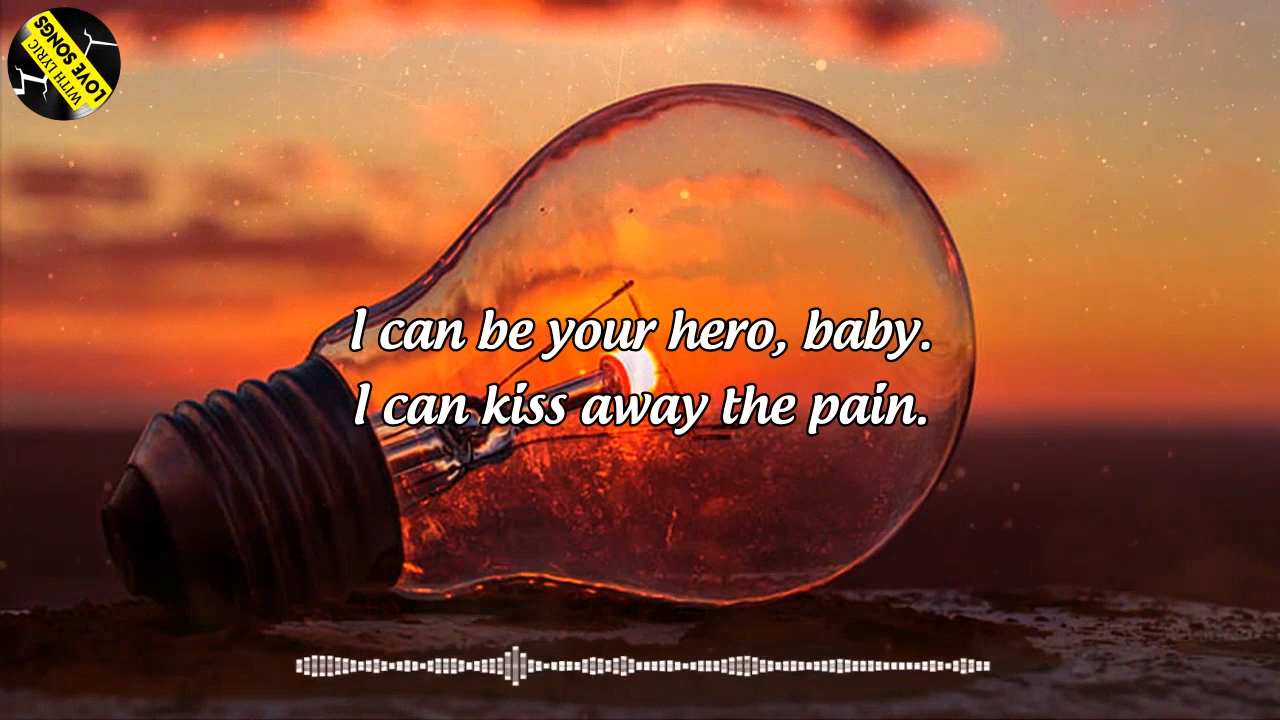 LOVE SONGS
WITH LYRIC
I can be your hero, baby.
I can kiss away the pain.